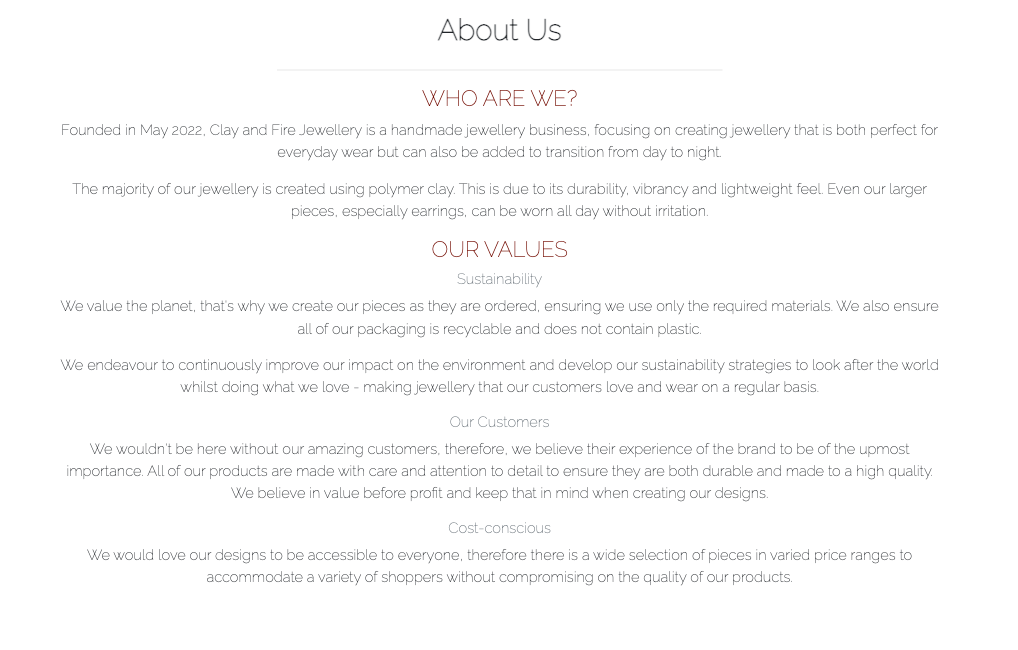 About Us
WHO ARE WE?
Founded in May 2022, Clay and Fire Jewellery is a handmade jewellery business, focusing on creating jewellery that is both perfect for
everyday wear but can also be added to transition from day to night.
The majority of our jewellery is created using polymer clay. This is due to its durability, vibrancy and lightweight feel. Even our larger
pieces, especially earrings, can be worn all day without irritation.
OUR VALUES
Sustainability
We value the planet, that's why we create our pieces as they are ordered, ensuring we use only the required materials. We also ensure
all of our packaging is recyclable and does not contain plastic.
We endeavour to continuously improve our impact on the environment and develop our sustainability strategies to look after the world
whilst doing what we love - making jewellery that our customers love and wear on a regular basis.
Our Customers
We wouldn't be here without our amazing customers, therefore, we believe their experience of the brand to be of the upmost
importance. All of our products are made with care and attention to detail to ensure they are both durable and made to a high quality.
We believe in value before profit and keep that in mind when creating our designs.
Cost-conscious
We would love our designs to be accessible to everyone, therefore there is a wide selection of pieces in varied price ranges to
accommodate a variety of shoppers without compromising on the quality of our products.